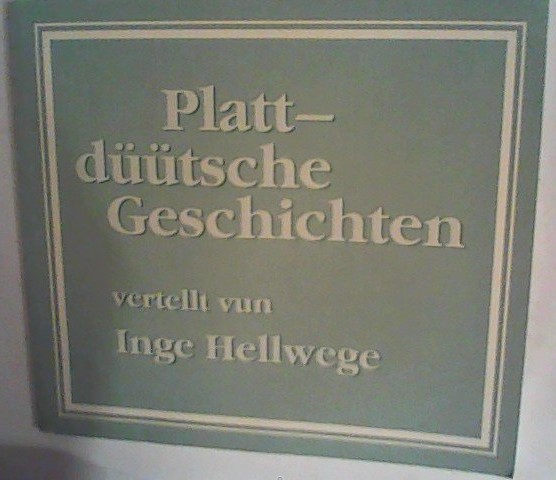 Platt–
düütsche
Geschichten
vertellt vun
Inge Hellwege